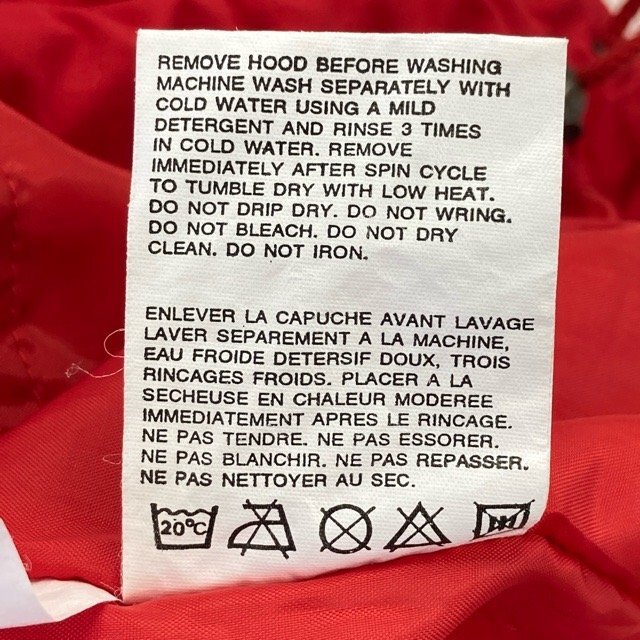 REMOVE HOOD BEFORE WASHING
MACHINE WASH SEPARATELY WITH
COLD WATER USING A MILD
DETERGENT AND RINSE 3 TIMES
IN COLD WATER. REMOVE
IMMEDIATELY AFTER SPIN CYCLE
TO TUMBLE DRY WITH LOW HEAT.
DO NOT DRIP DRY. DO NOT WRING.
DO NOT BLEACH. DO NOT DRY
CLEAN. DO NOT IRON.
ENLEVER LA CAPUCHE AVANT LAVAGE
LAVER SEPAREMENT A LA MACHINE,
EAU FROIDE DETERSIF DOUX, TROIS
RINCAGES FROIDS. PLACER A LA
SECHEUSE EN CHALEUR MODEREE
IMMEDIATEMENT APRES LE RINCAGE.
NE PAS TENDRE. NE PAS ESSORER.
NE PAS BLANCHIR. NE PAS REPASSER.
NE PAS NETTOYER AU SEC.
20°C